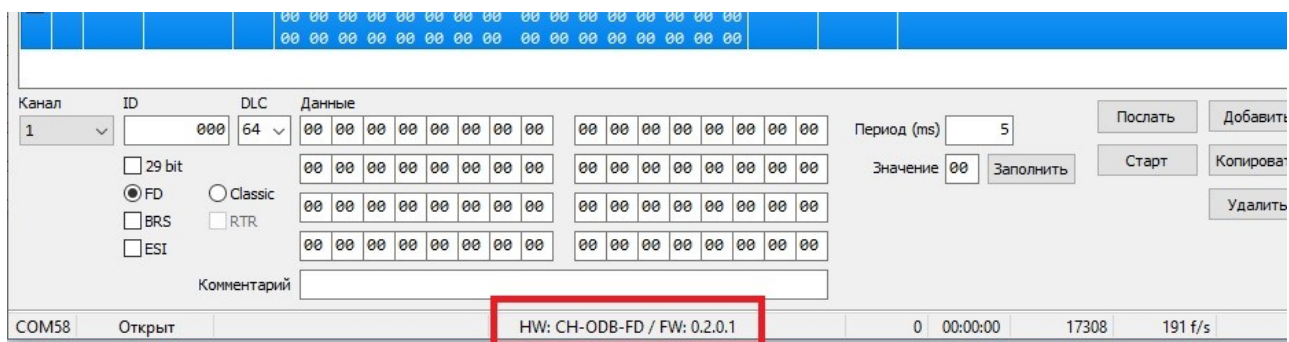 00 00 00 00 00 00 00 00 00 00 00 00 00 00 00 00
00 00 00 00 00 00 00 00 00 00 00 00 00 00 00 00
Канал ID DLC Данные
1 000 64 00 00 00 00 00 00 00 00 00 00 00 00 00 00 00 00 Период (ms) 5 Послать Добавить
29 bit 00 00 00 00 00 00 00 00 00 00 00 00 00 00 00 00 Значение 00 Заполнить Старт Копироват
FD Classic
00 00 00 00 00 00 00 00 00 00 00 00 00 00 00 00 Удалить
BRS RTR
ESI 00 00 00 00 00 00 00 00 00 00 00 00 00 00 00 00
Комментарий
COM58 Открыт HW: CH-ODB-FD / FW: 0.2.0.1 0 00:00:00 17308 191 f/s